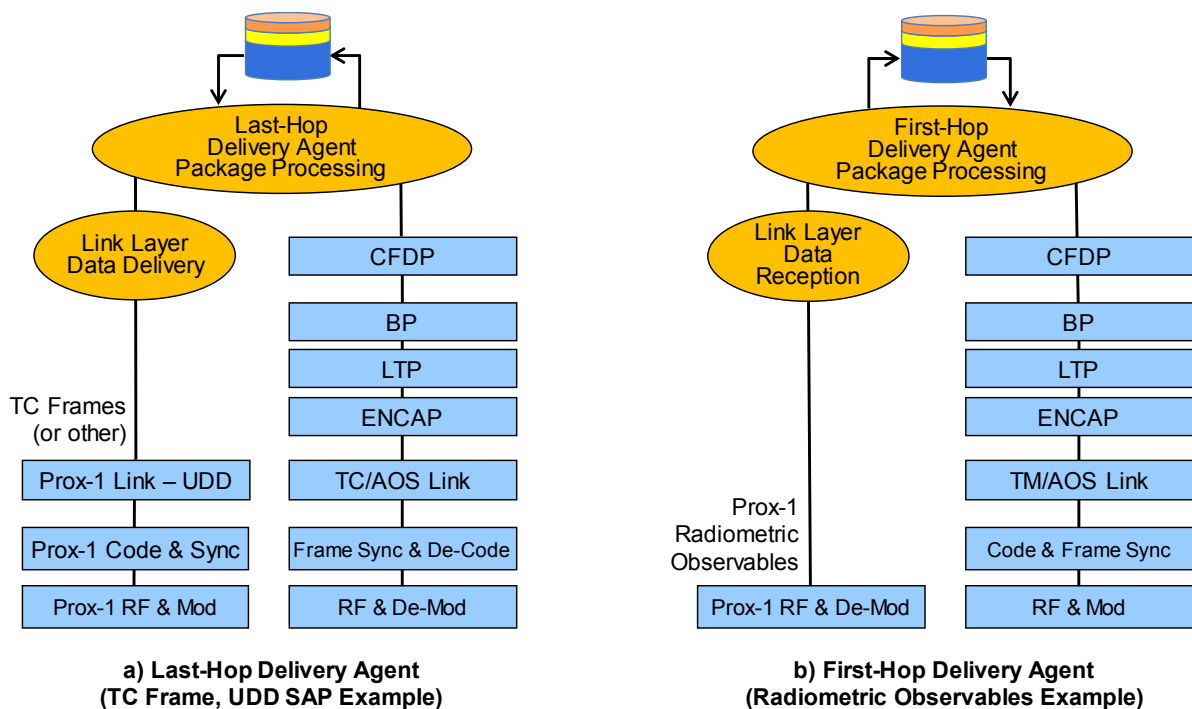 Last-Hop
Delivery Agent
Package Processing
Link Layer
Data Delivery
CFDP
BP
LTP
ENCAP
TC Frames
(or other)
Prox-1 Link – UDD
TC/AOS Link
Prox-1 Code & Sync
Frame Sync & De-Code
Prox-1 RF & Mod
RF & De-Mod
a) Last-Hop Delivery Agent
(TC Frame, UDD SAP Example)
First-Hop
Delivery Agent
Package Processing
Link Layer
Data
Reception
CFDP
BP
LTP
ENCAP
TM/AOS Link
Prox-1
Radiometric
Observables
Code & Frame Sync
Prox-1 RF & De-Mod
RF & Mod
b) First-Hop Delivery Agent
(Radiometric Observables Example)